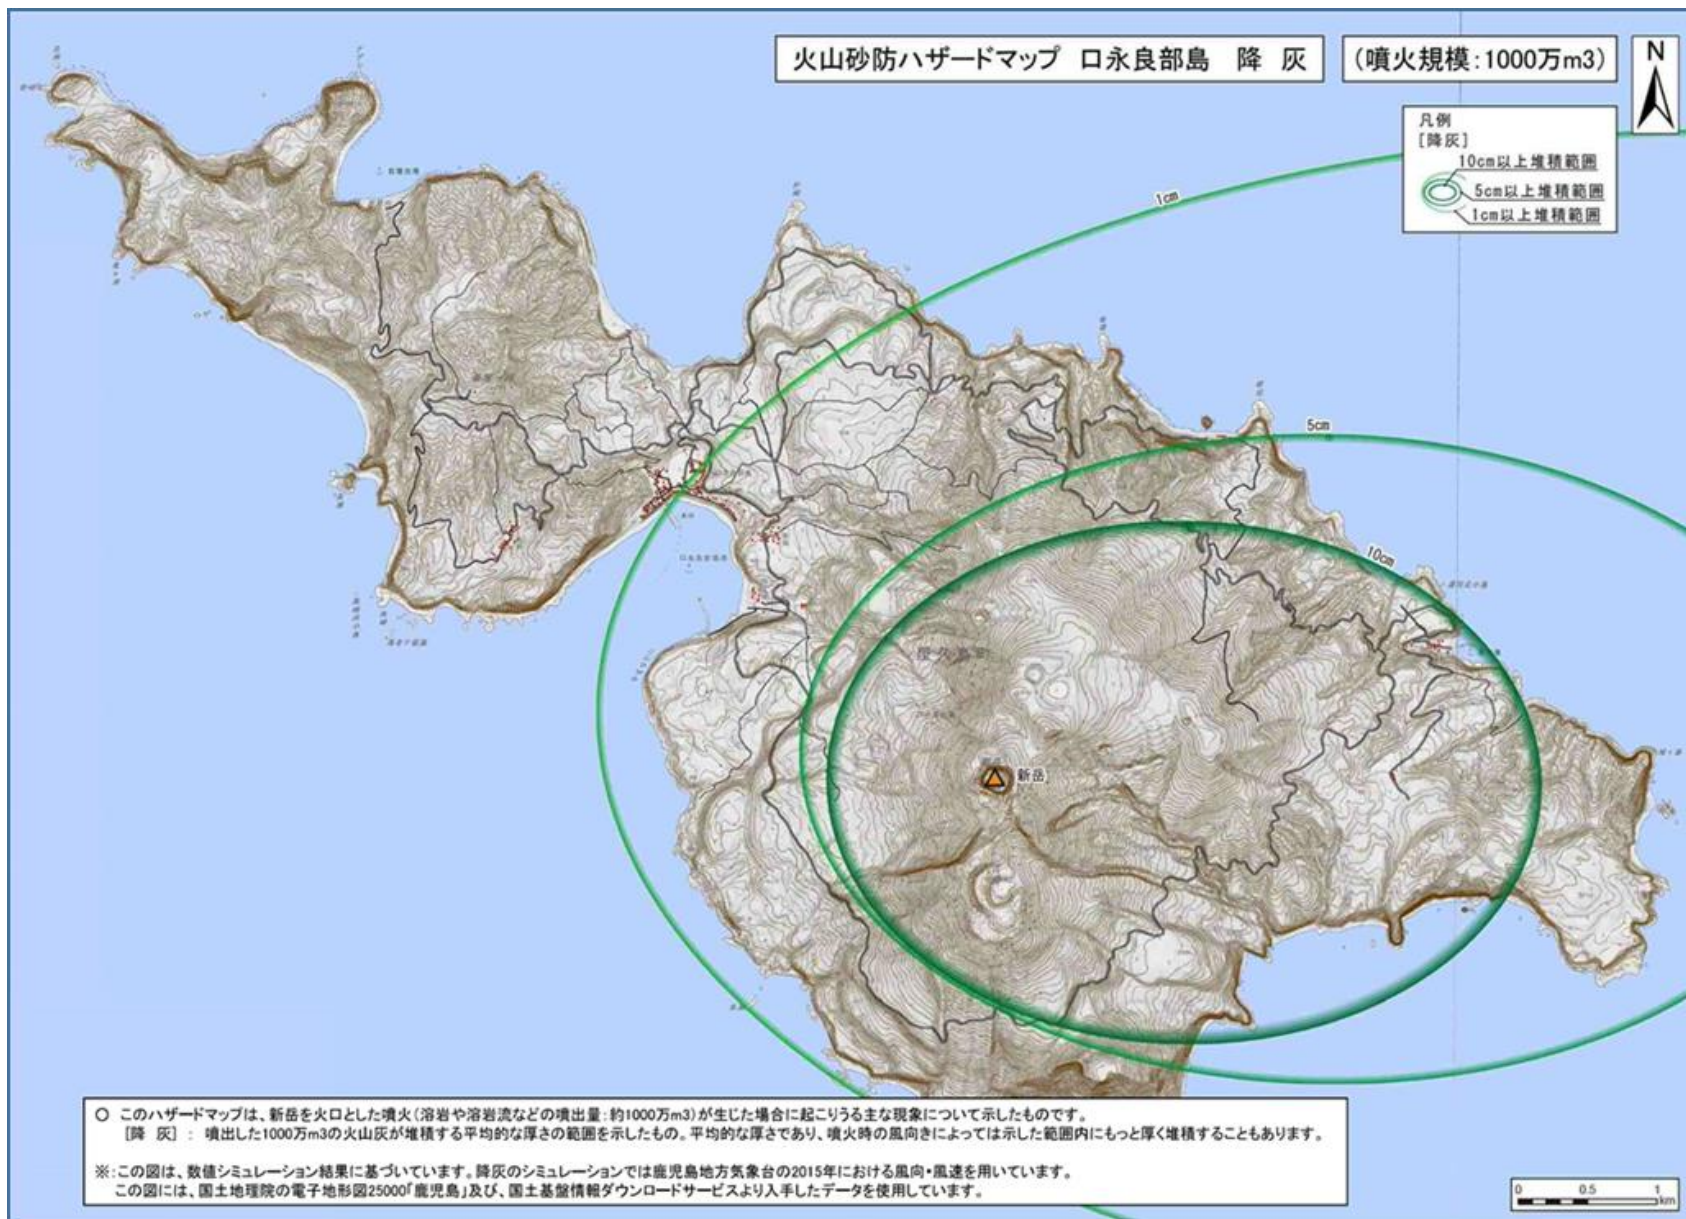 火山砂防ハザードマップ 口永良部島 降 灰
(噴火規模:1000万m3)
N
凡例
[降灰]
10cm以上堆積範囲
5cm以上堆積範囲
1cm以上堆積範囲
1cm
5cm
10cm
屋久島町
新岳
○ このハザードマップは、新岳を火口とした噴火(溶岩や溶岩流などの噴出量:約1000万m3)が生じた場合に起こりうる主な現象について示したものです。
[降 灰] : 噴出した1000万m3の火山灰が堆積する平均的な厚さの範囲を示したもの。平均的な厚さであり、噴火時の風向きによっては示した範囲内にもっと厚く堆積することもあります。
※:この図は、数値シミュレーション結果に基づいています。降灰のシミュレーションでは鹿児島地方気象台の2015年における風向・風速を用いています。
この図には、国土地理院の電子地形図25000「鹿児島」及び、国土基盤情報ダウンロードサービスより入手したデータを使用しています。
0 0.5 1
km